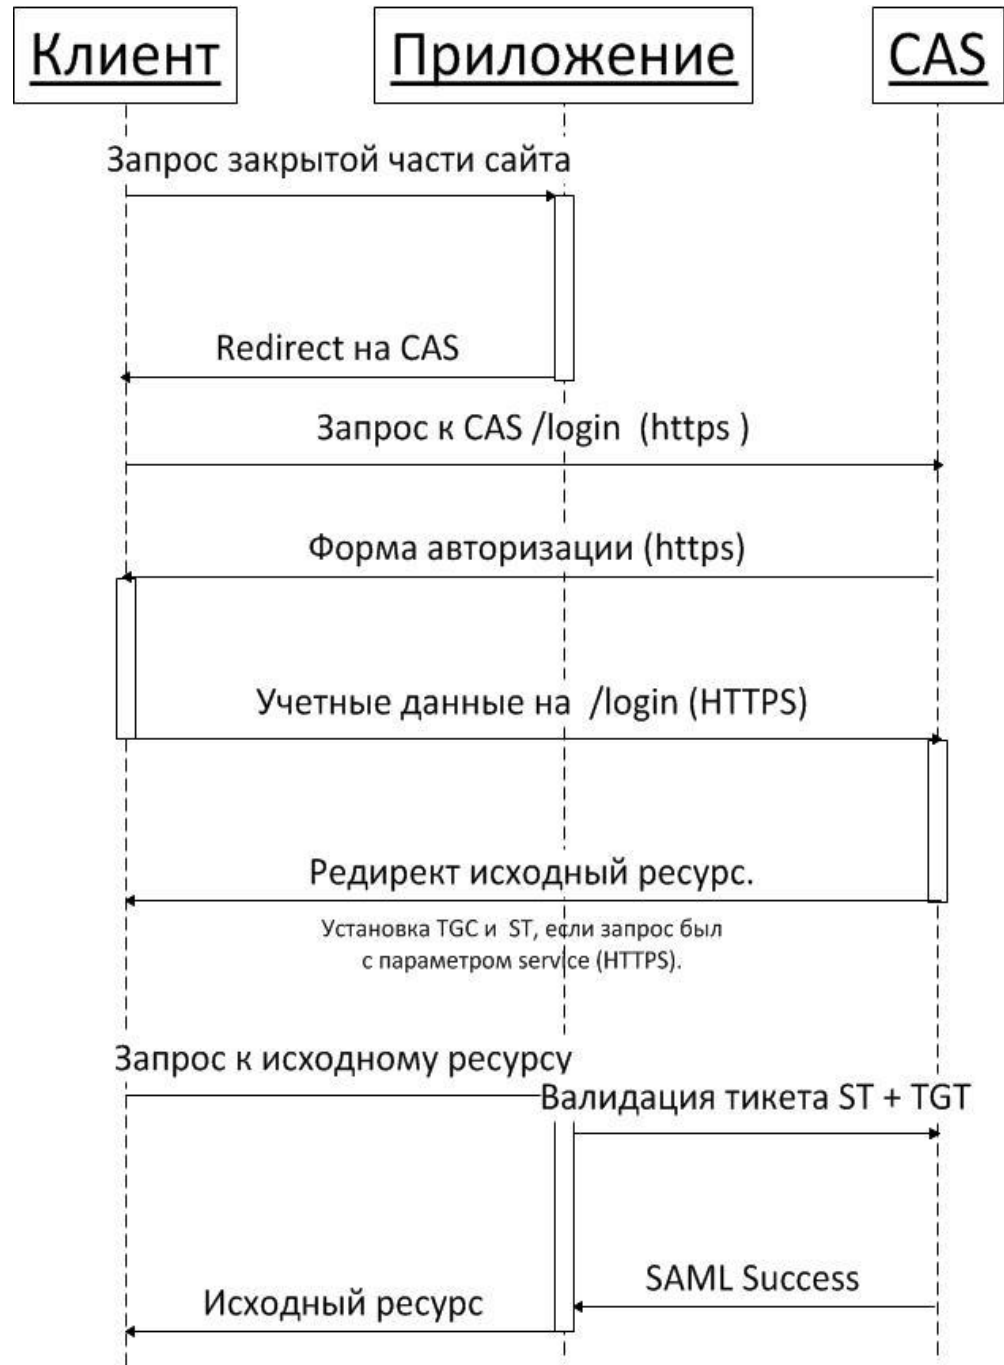 Клиент
Приложение
CAS
Запрос закрытой части сайта
Redirect на CAS
Запрос к CAS /login (https )
Форма авторизации (https)
Учетные данные на /login (HTTPS)
Редирект исходный ресурс.
Установка TGC и ST, если запрос был
с параметром service (HTTPS).
Запрос к исходному ресурсу
Валидация тикета ST + TGT
SAML Success
Исходный ресурс